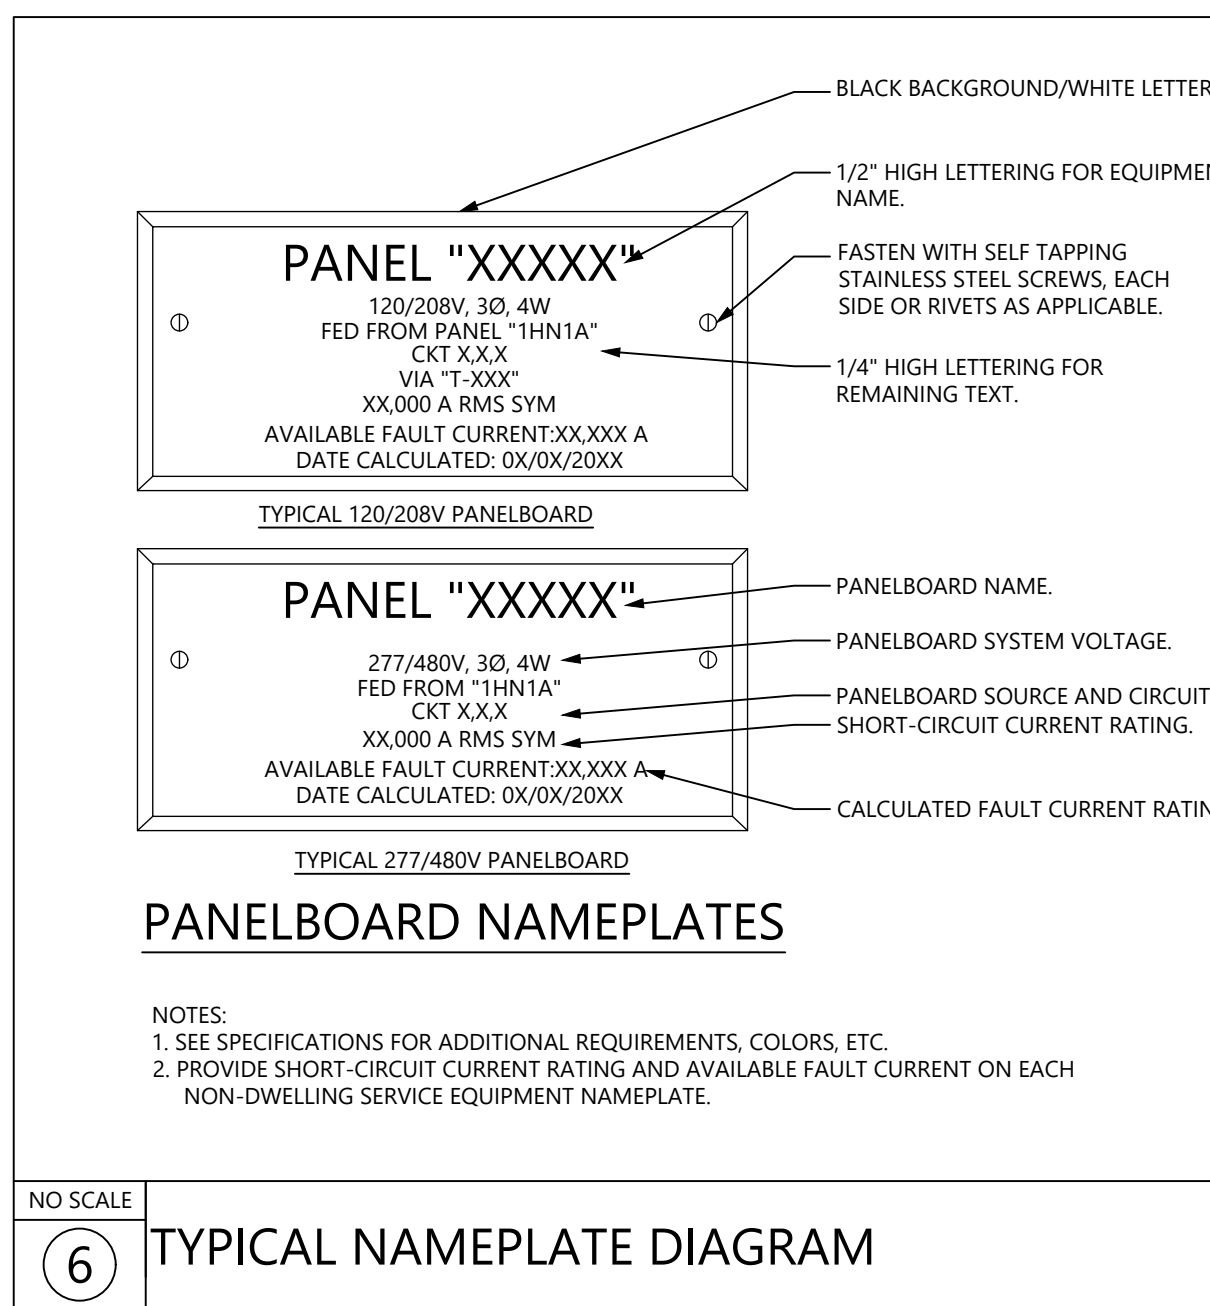 BLACK BACKGROUND/WHITE
1/2" HIGH LETTERING FOR
NAME.
FASTEN WITH SELF TAPPING
STAINLESS STEEL SCREWS, EACH
SIDE OR RIVETS AS APPLICABLE.
1/4" HIGH LETTERING FOR
REMAINING TEXT.
PANEL "XXXXX"
120/208V, 3Ø, 4W
FED FROM PANEL "1HN1A"
CKT X,X,X
VIA "T-XXX"
XX,000 A RMS SYM
AVAILABLE FAULT CURRENT:XX,XXX A
DATE CALCULATED: 0X/0X/20XX
TYPICAL 120/208V PANELBOARD
PANEL "XXXXX"
277/480V, 3Ø, 4W
FED FROM "1HN1A"
CKT X,X,X
XX,000 A RMS SYM
AVAILABLE FAULT CURRENT:XX,XXX A
DATE CALCULATED: 0X/0X/20XX
PANELBOARD NAME.
PANELBOARD SYSTEM VOLTAGE.
PANELBOARD SOURCE AND CIRCUIT
SHORT-CIRCUIT CURRENT RATING.
CALCULATED FAULT CURRENT
TYPICAL 277/480V PANELBOARD
PANELBOARD NAMEPLATES
NOTES:
1. SEE SPECIFICATIONS FOR ADDITIONAL REQUIREMENTS, COLORS, ETC.
2. PROVIDE SHORT-CIRCUIT CURRENT RATING AND AVAILABLE FAULT CURRENT ON EACH
NON-DWELLING SERVICE EQUIPMENT NAMEPLATE.
NO SCALE
6
TYPICAL NAMEPLATE DIAGRAM